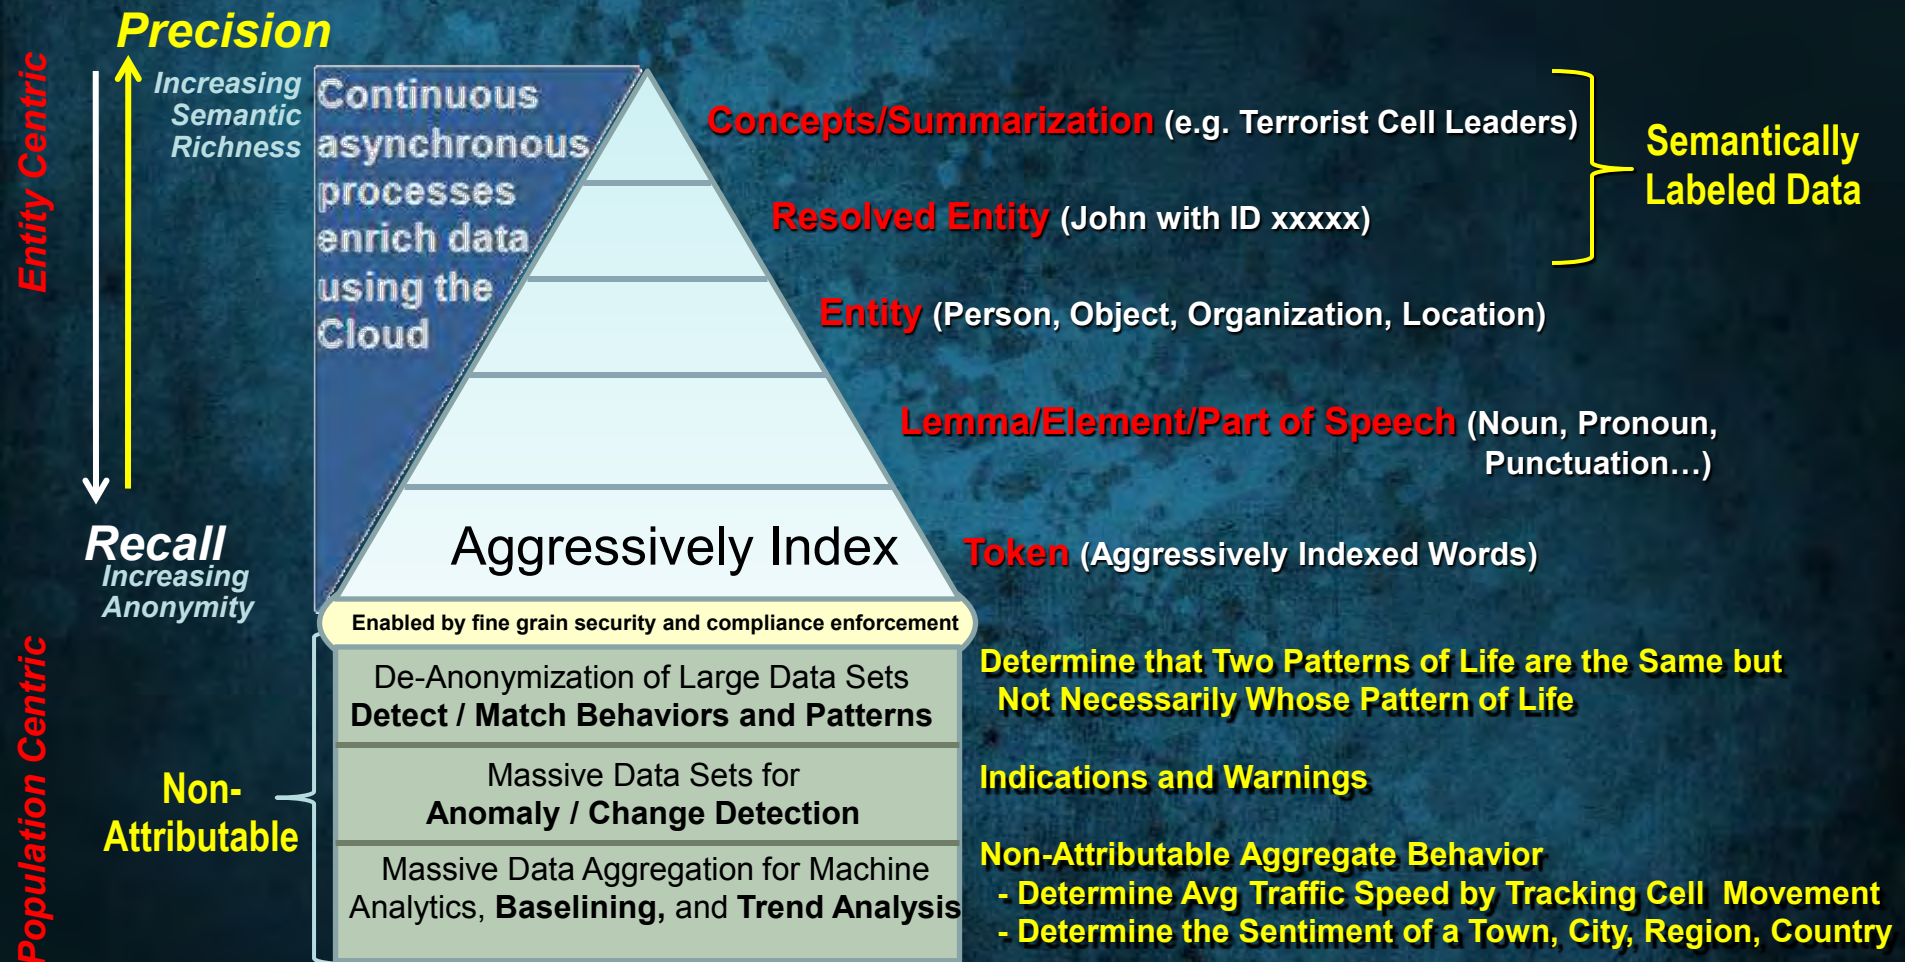 Precision
Entity Centric
Increasing
Semantic
Richness
Continuous
asynchronous
processes
enrich data
using the
Cloud
Concepts/Summarization (e.g. Terrorist Cell Leaders)
Resolved Entity (John with ID xxxxx)
Semantically
Labeled Data
Entity (Person, Object, Organization, Location)
Lemma/Element/Part of Speech (Noun, Pronoun,
Punctuation…)
Recall
Increasing
Anonymity
Aggressively Index
Token (Aggressively Indexed Words)
Enabled by fine grain security and compliance enforcement
Population Centric
Non-
Attributable
De-Anonymization of Large Data Sets
Detect / Match Behaviors and Patterns
Determine that Two Patterns of Life are the Same but
Not Necessarily Whose Pattern of Life
Massive Data Sets for
Anomaly / Change Detection
Indications and Warnings
Massive Data Aggregation for Machine
Analytics, Baselining, and Trend Analysis
Non-Attributable Aggregate Behavior
- Determine Avg Traffic Speed by Tracking Cell Movement
- Determine the Sentiment of a Town, City, Region, Country